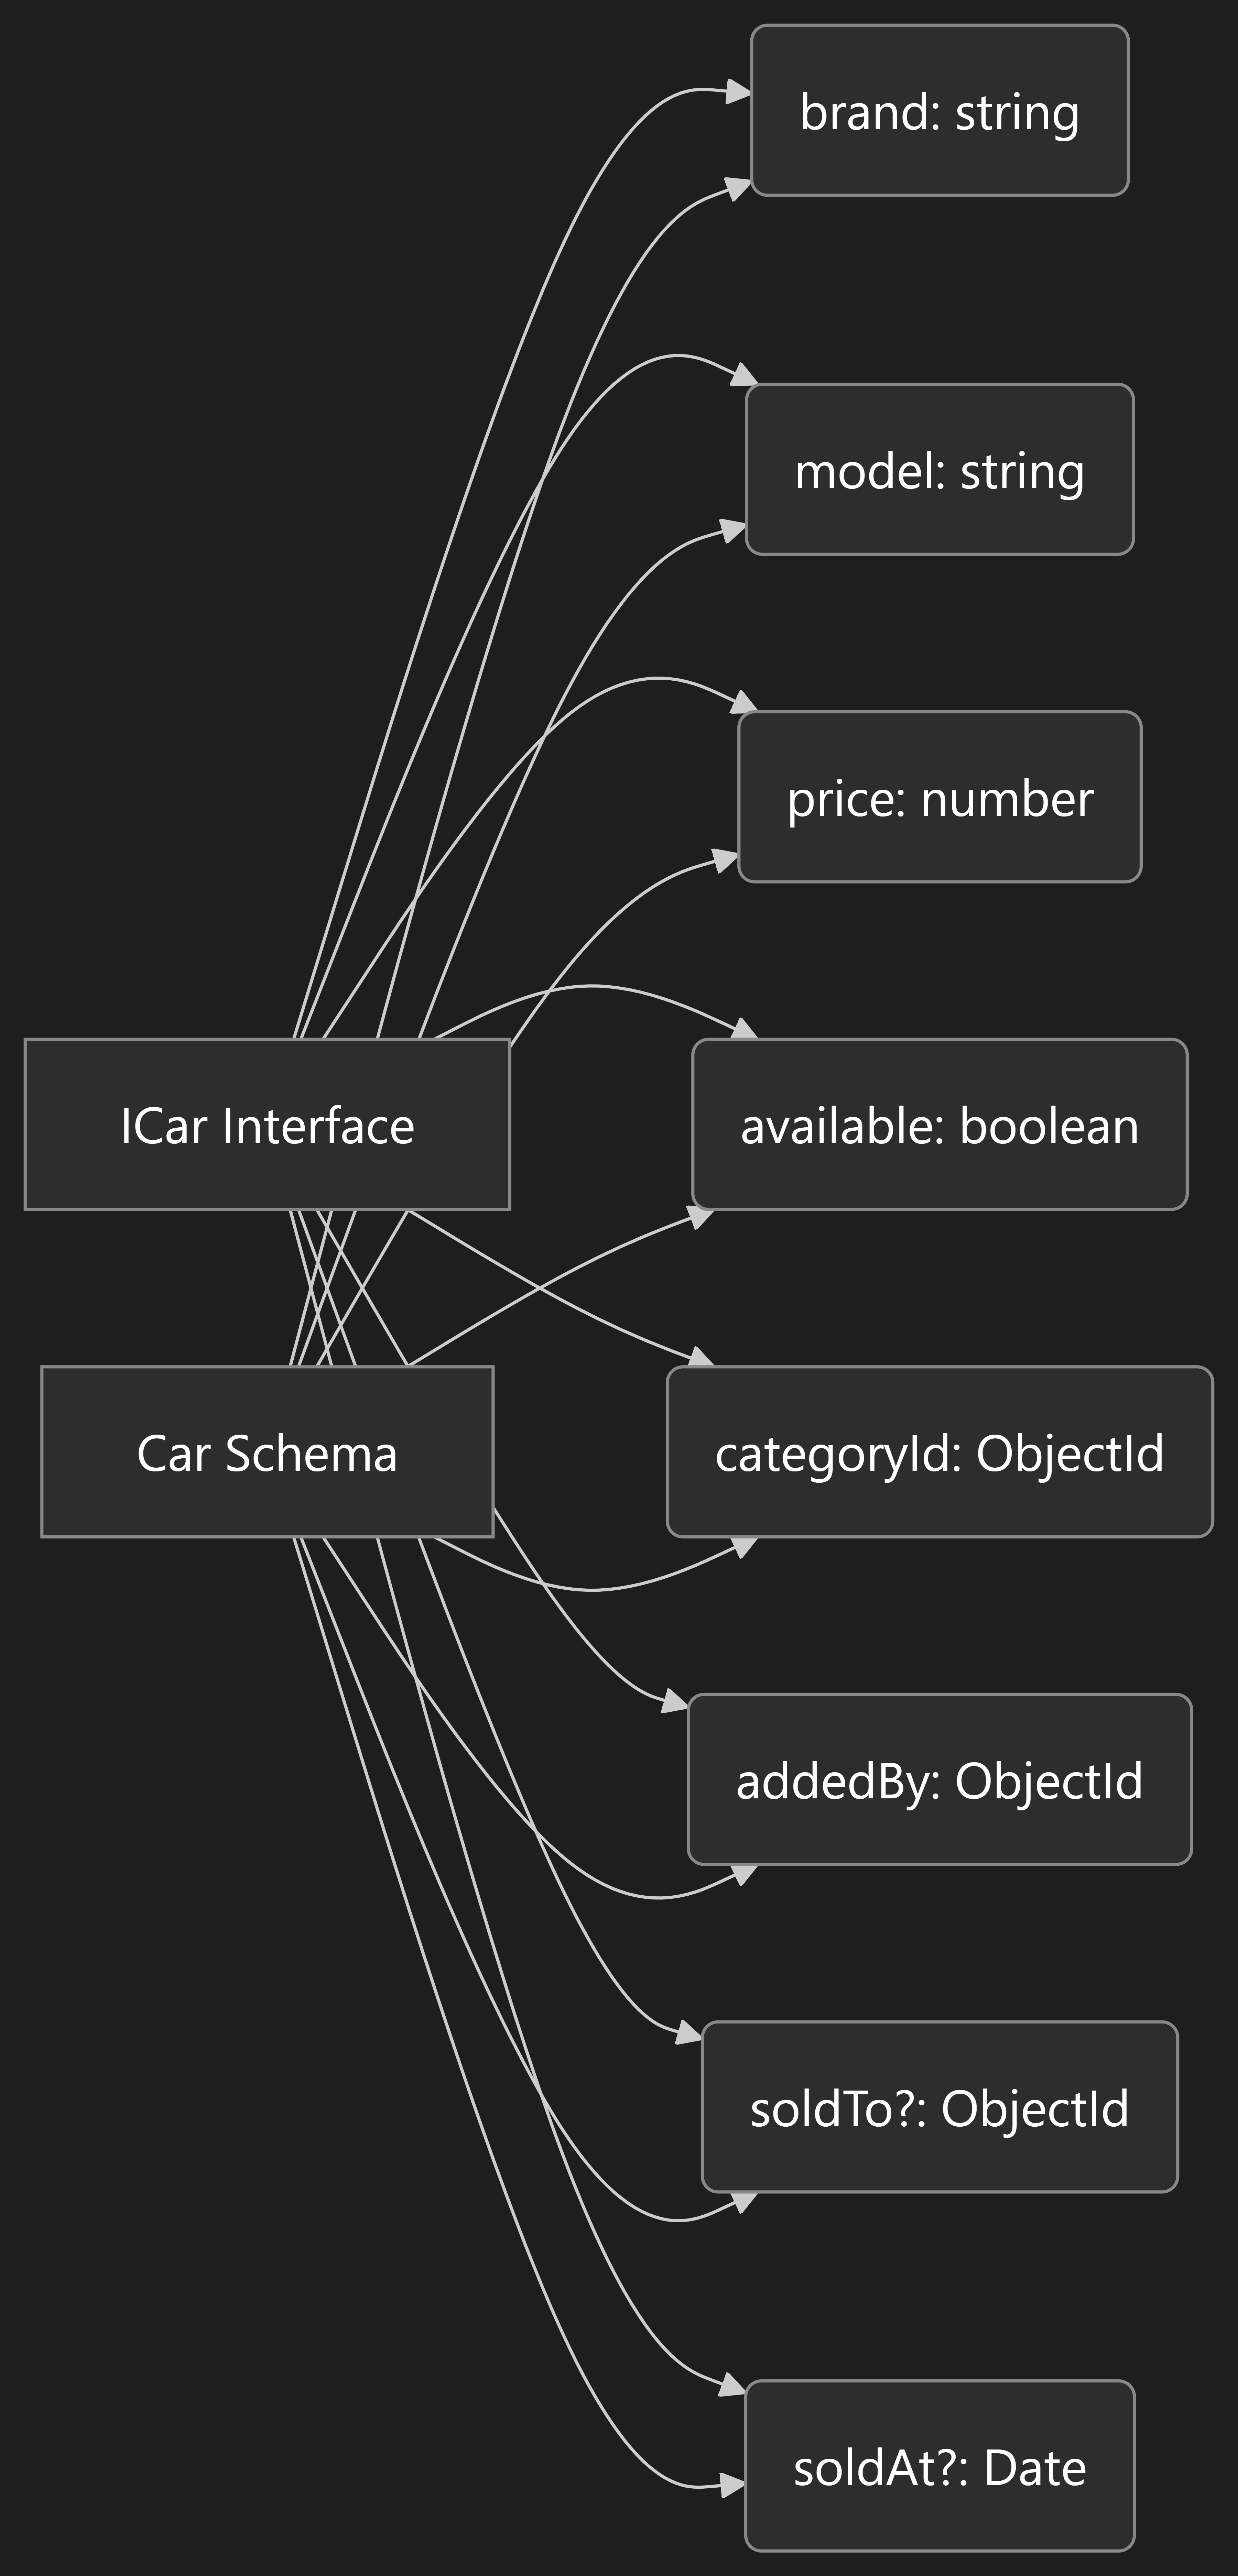 brand: string
model: string
price: number
ICar Interface
available: boolean
Car Schema
categoryId: ObjectId
addedBy: ObjectId
soldTo?: ObjectId
soldAt?: Date